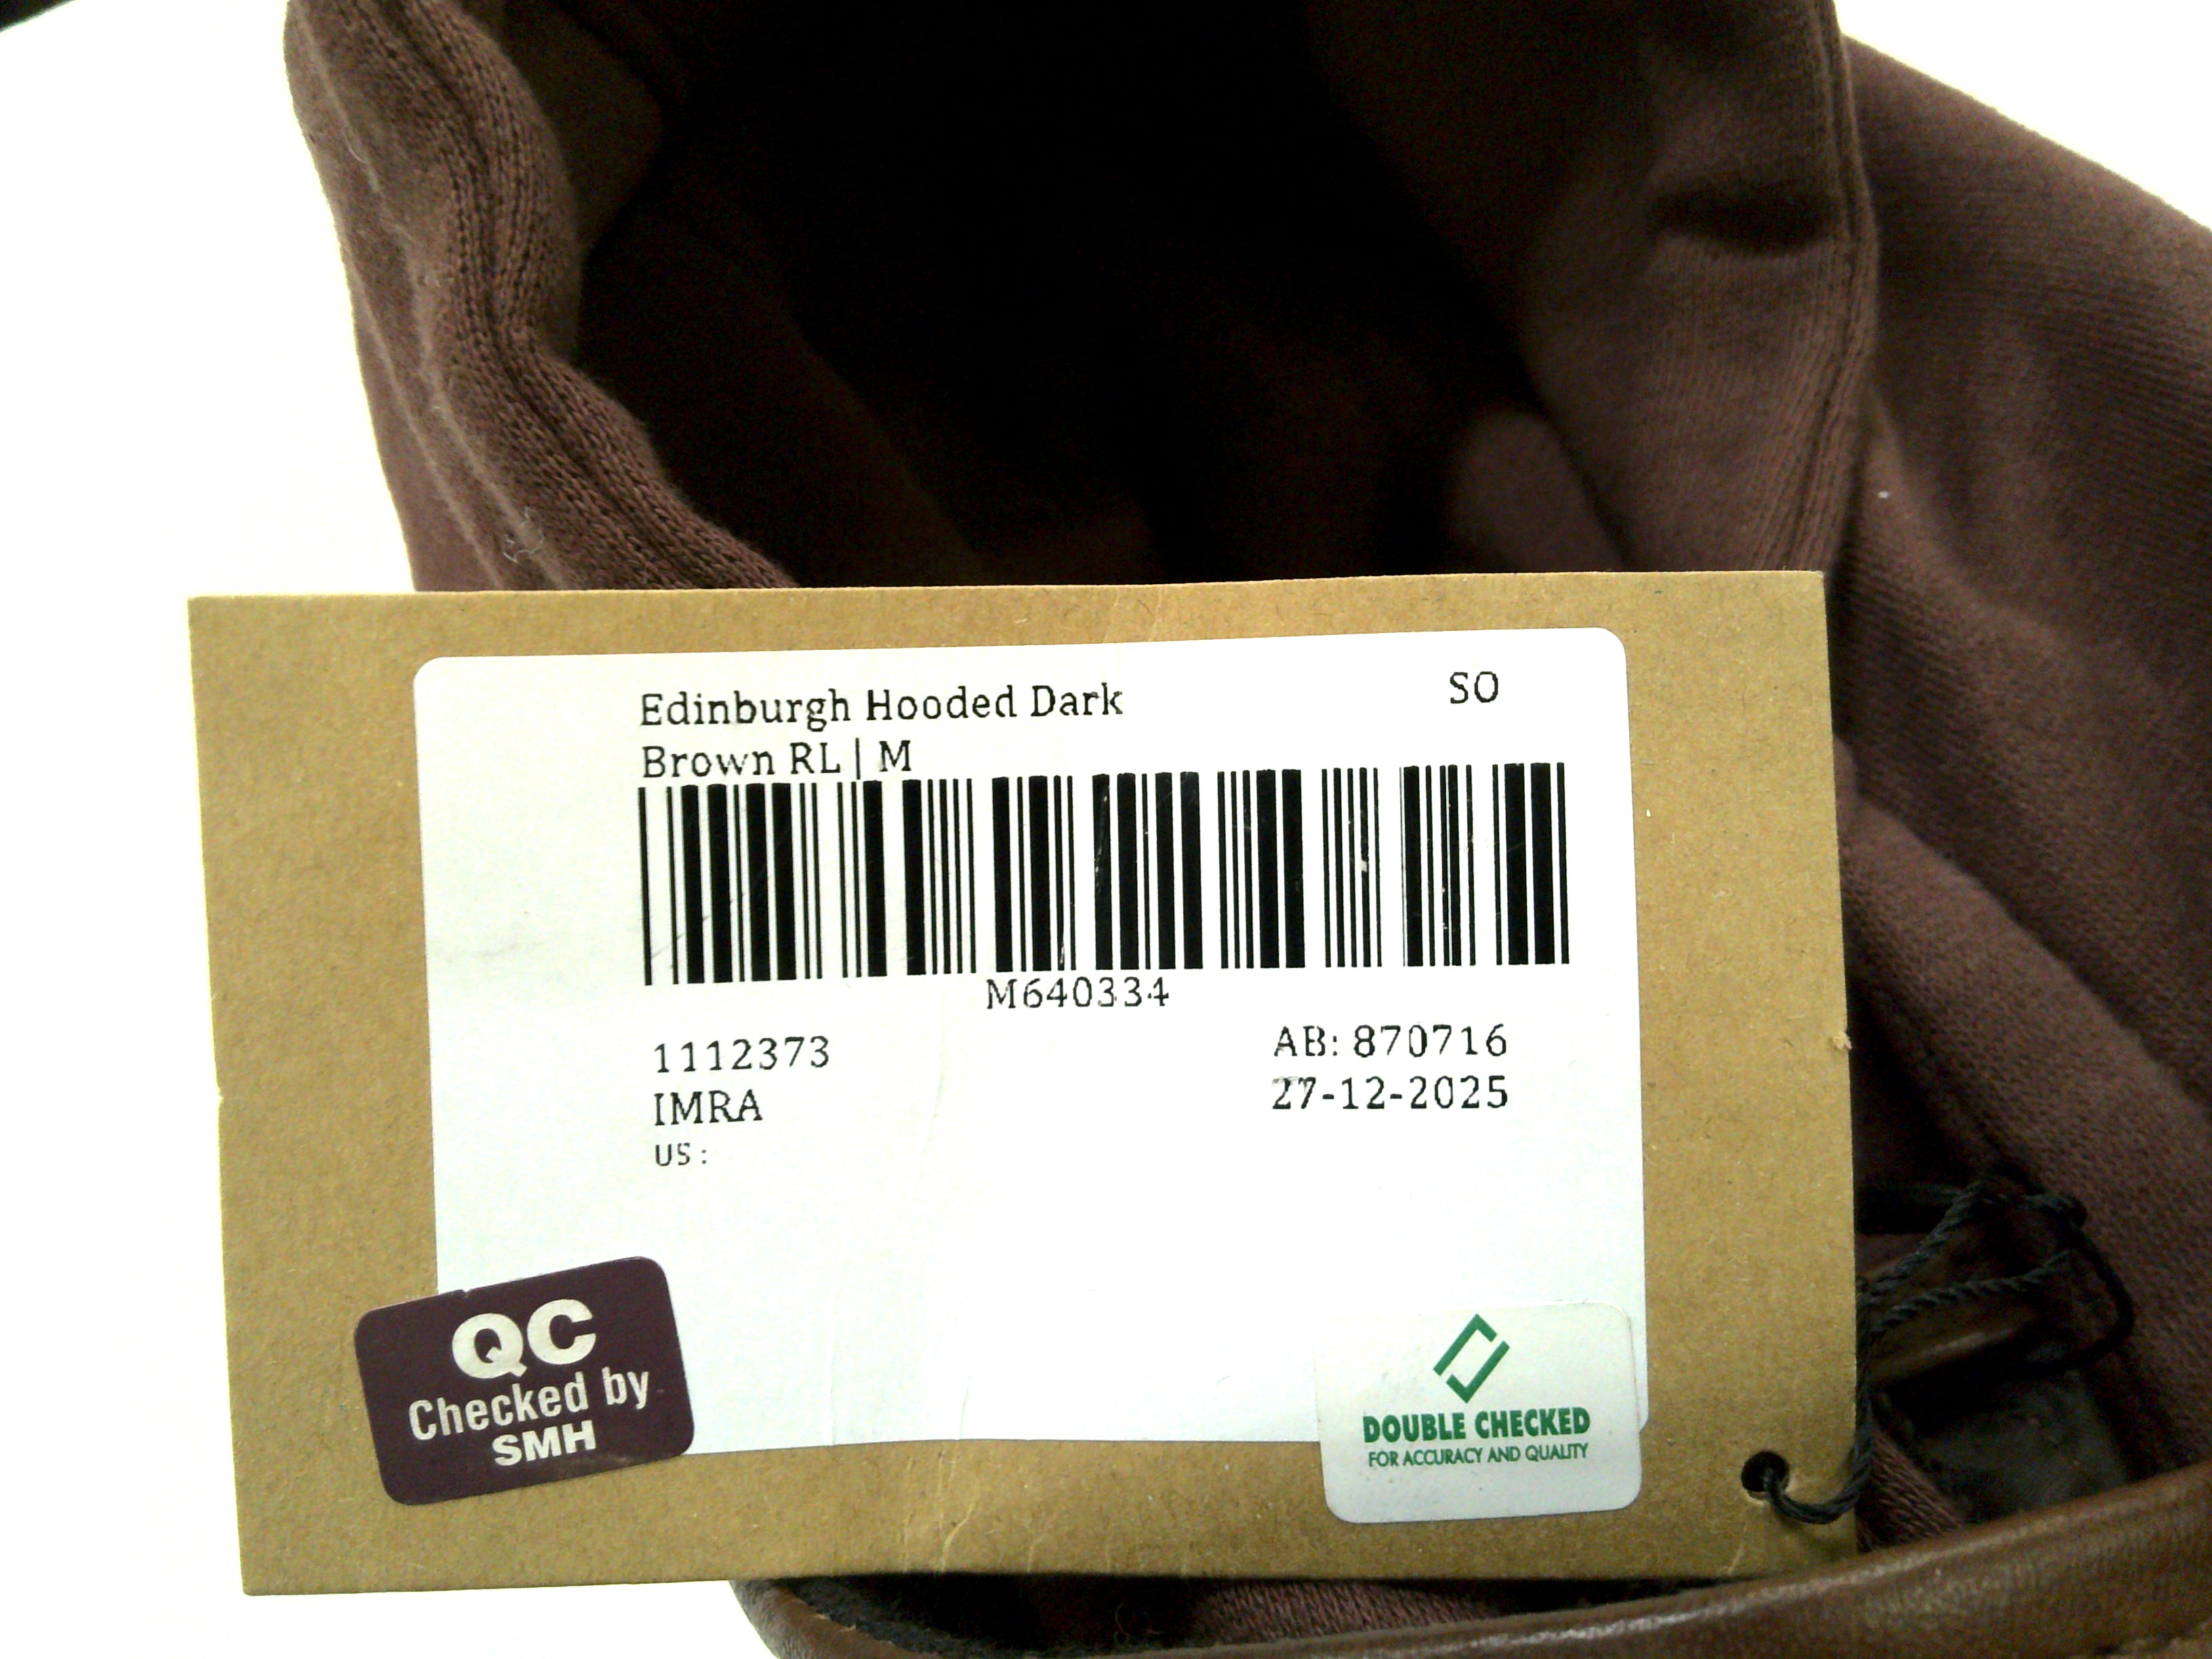 Edinburgh Hooded Dark
Brown RL | M
SO
M640334
1112373
IMRA
US :
AB: 870716
27-12-2025
QC
Checked by
SMH
DOUBLE CHECKED
FOR ACCURACY AND QUALITY